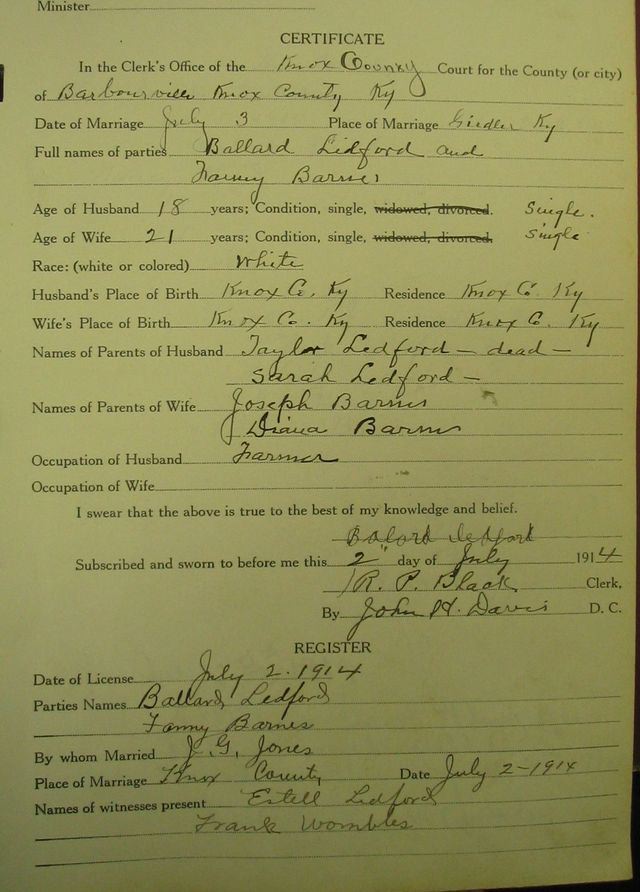 Minister
CERTIFICATE
In the Clerk's Office of the Knox County Court for the County (or city)
of Barbourville Knox County Ky
Date of Marriage July 3 Place of Marriage Girdler Ky
Full names of parties Ballard Ledford and
Fanny Barnes
Age of Husband 18 years; Condition, single, widowed, divorced. Single.
Age of Wife 21 years; Condition, single, widowed, divorced. Single
Race: (white or colored) White
Husband's Place of Birth Knox Co. Ky Residence Knox Co. Ky
Wife's Place of Birth Knox Co. Ky Residence Knox Co. Ky
Names of Parents of Husband Taylor Ledford — dead —
Sarah Ledford —
Names of Parents of Wife Joseph Barnes
Diana Barnes
Occupation of Husband Farmer
Occupation of Wife
I swear that the above is true to the best of my knowledge and belief.
Balord Ledford
Subscribed and sworn to before me this 2" day of July 1914
R. P. Black Clerk,
By John H. Davis D. C.
REGISTER
Date of License July 2. 1914
Parties Names Ballard Ledford
Fanny Barnes
By whom Married J. G. Jones
Place of Marriage Knox County Date July 2-1914
Names of witnesses present Estell Ledford
Frank Wombles